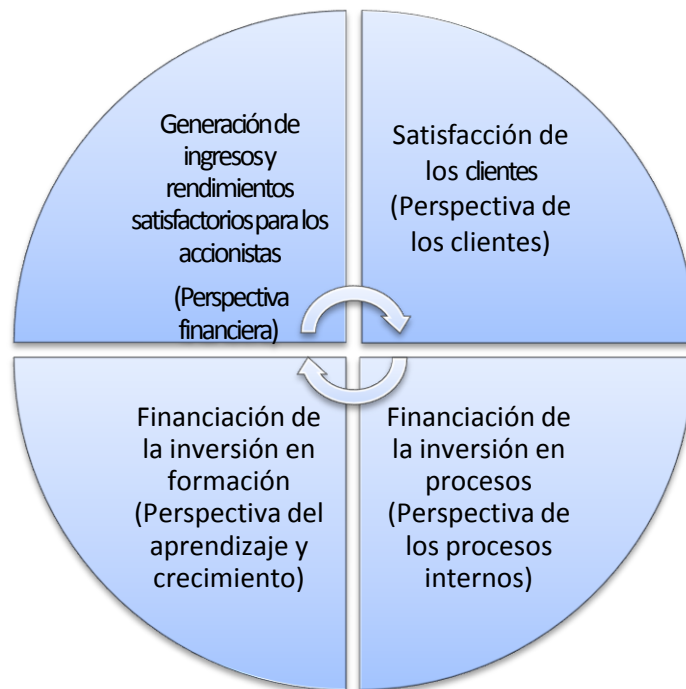 Generación de
ingresos y
rendimientos
satisfactorios para los
accionistas
(Perspectiva
financiera)
Satisfacción de
los clientes
(Perspectiva de
los clientes)
Financiación de
la inversión en
formación
(Perspectiva del
aprendizaje y
crecimiento)
Financiación de
la inversión en
procesos
(Perspectiva de
los procesos
internos)